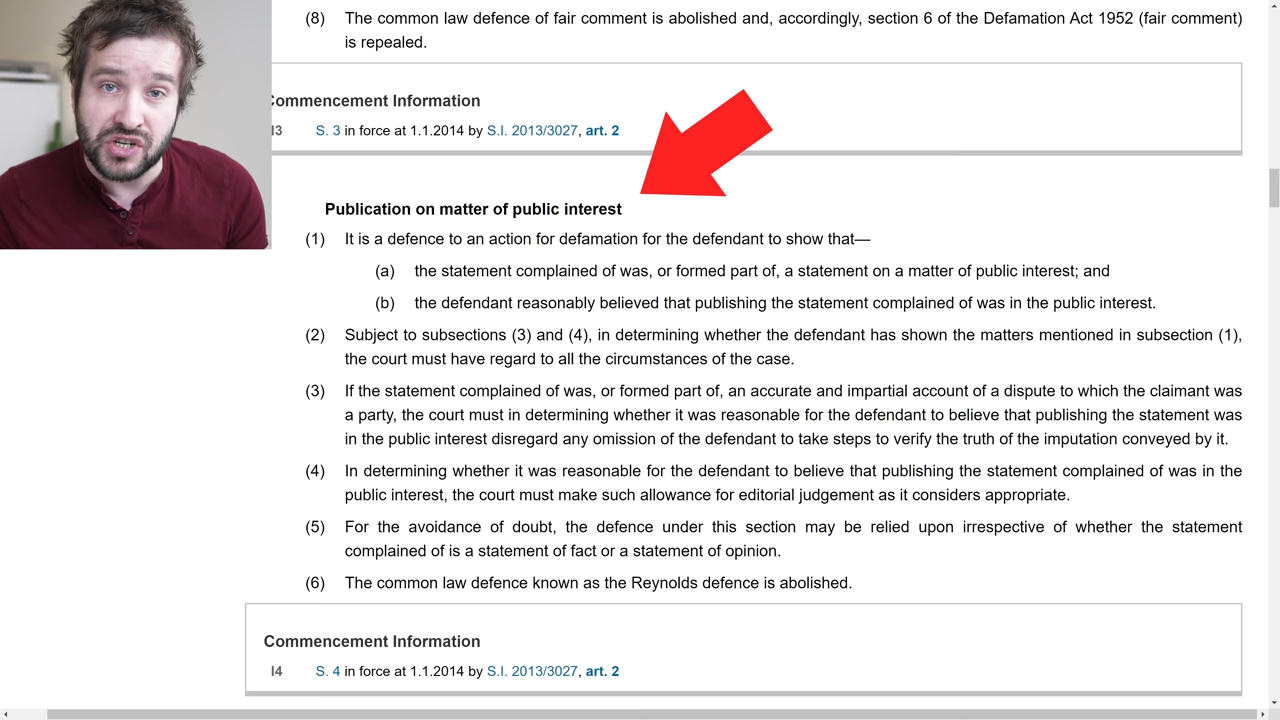 (8) The common law defence of fair comment is abolished and, accordingly, section 6 of the Defamation Act 1952 (fair comment)
is repealed.
Commencement Information
I3 S. 3 in force at 1.1.2014 by S.I. 2013/3027, art. 2
Publication on matter of public interest
(1) It is a defence to an action for defamation for the defendant to show that—
(a) the statement complained of was, or formed part of, a statement on a matter of public interest; and
(b) the defendant reasonably believed that publishing the statement complained of was in the public interest.
(2) Subject to subsections (3) and (4), in determining whether the defendant has shown the matters mentioned in subsection (1),
the court must have regard to all the circumstances of the case.
(3) If the statement complained of was, or formed part of, an accurate and impartial account of a dispute to which the claimant was
a party, the court must in determining whether it was reasonable for the defendant to believe that publishing the statement was
in the public interest disregard any omission of the defendant to take steps to verify the truth of the imputation conveyed by it.
(4) In determining whether it was reasonable for the defendant to believe that publishing the statement complained of was in the
public interest, the court must make such allowance for editorial judgement as it considers appropriate.
(5) For the avoidance of doubt, the defence under this section may be relied upon irrespective of whether the statement
complained of is a statement of fact or a statement of opinion.
(6) The common law defence known as the Reynolds defence is abolished.
Commencement Information
I4 S. 4 in force at 1.1.2014 by S.I. 2013/3027, art. 2